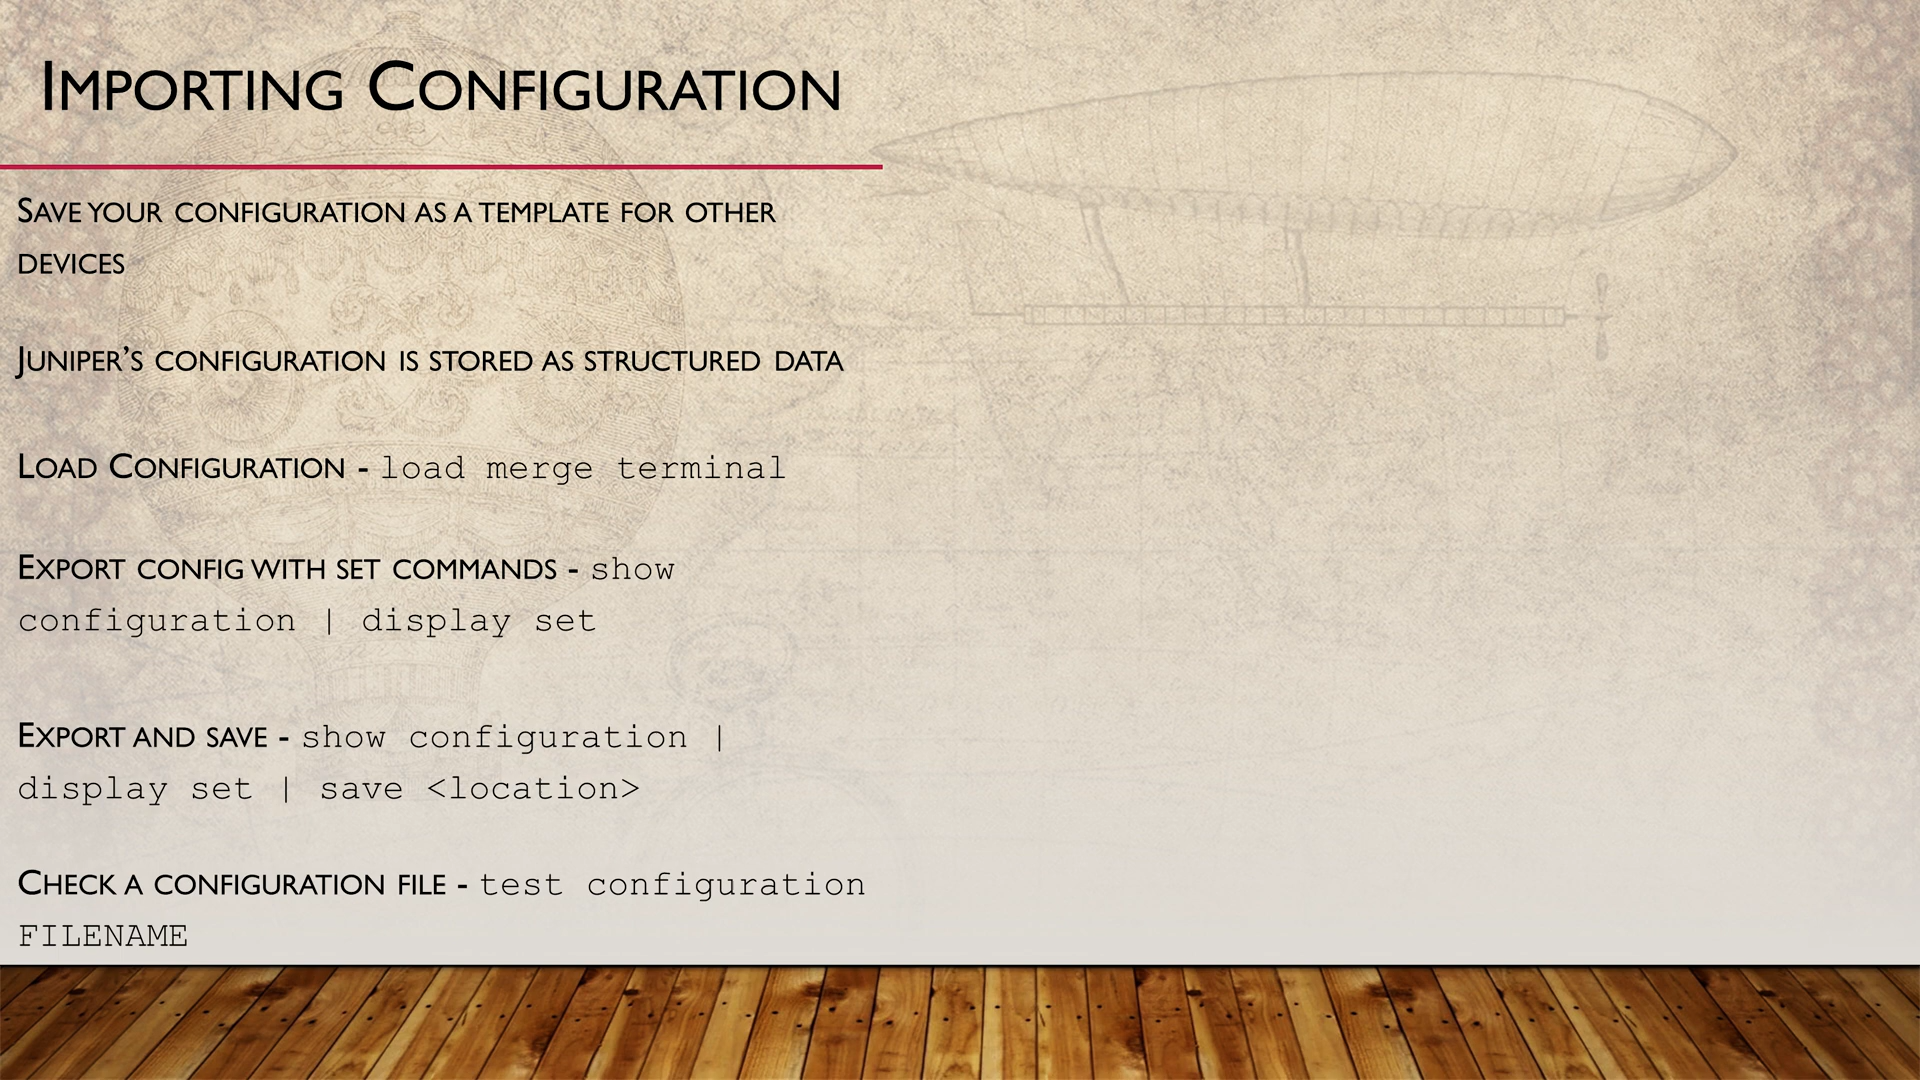 Importing Configuration
Save your configuration as a template for other
devices
Juniper’s configuration is stored as structured data
Load Configuration - load merge terminal
Export config with set commands - show
configuration | display set
Export and save - show configuration |
display set | save <location>
Check a configuration file - test configuration
FILENAME